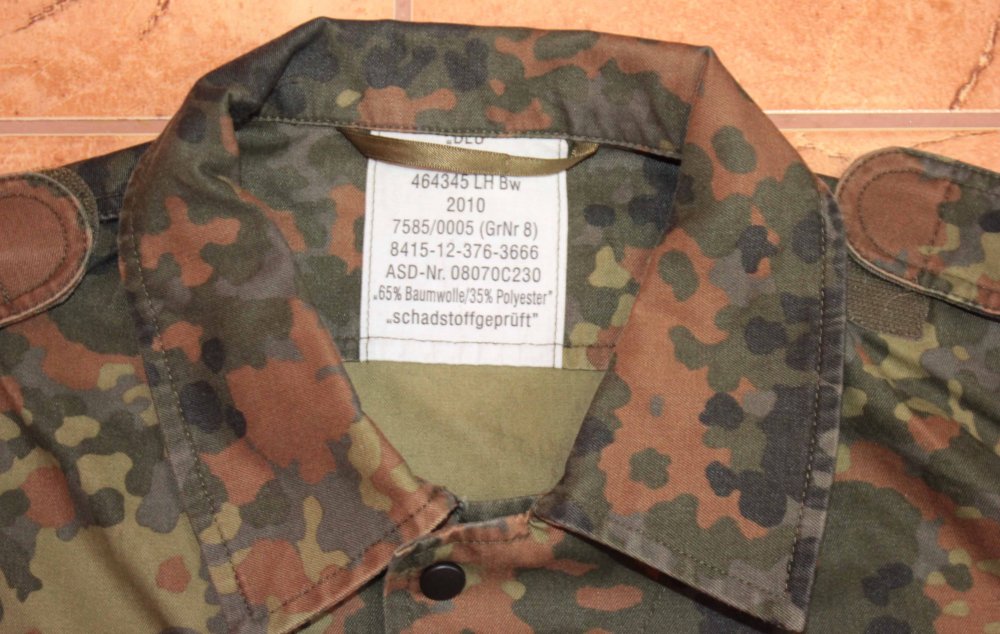 „DEU
464345 LH Bw
2010
7585/0005 (GrNr 8)
8415-12-376-3666
ASD-Nr. 08070C230
„65% Baumwolle/35% Polyester"
„schadstoffgeprüft"